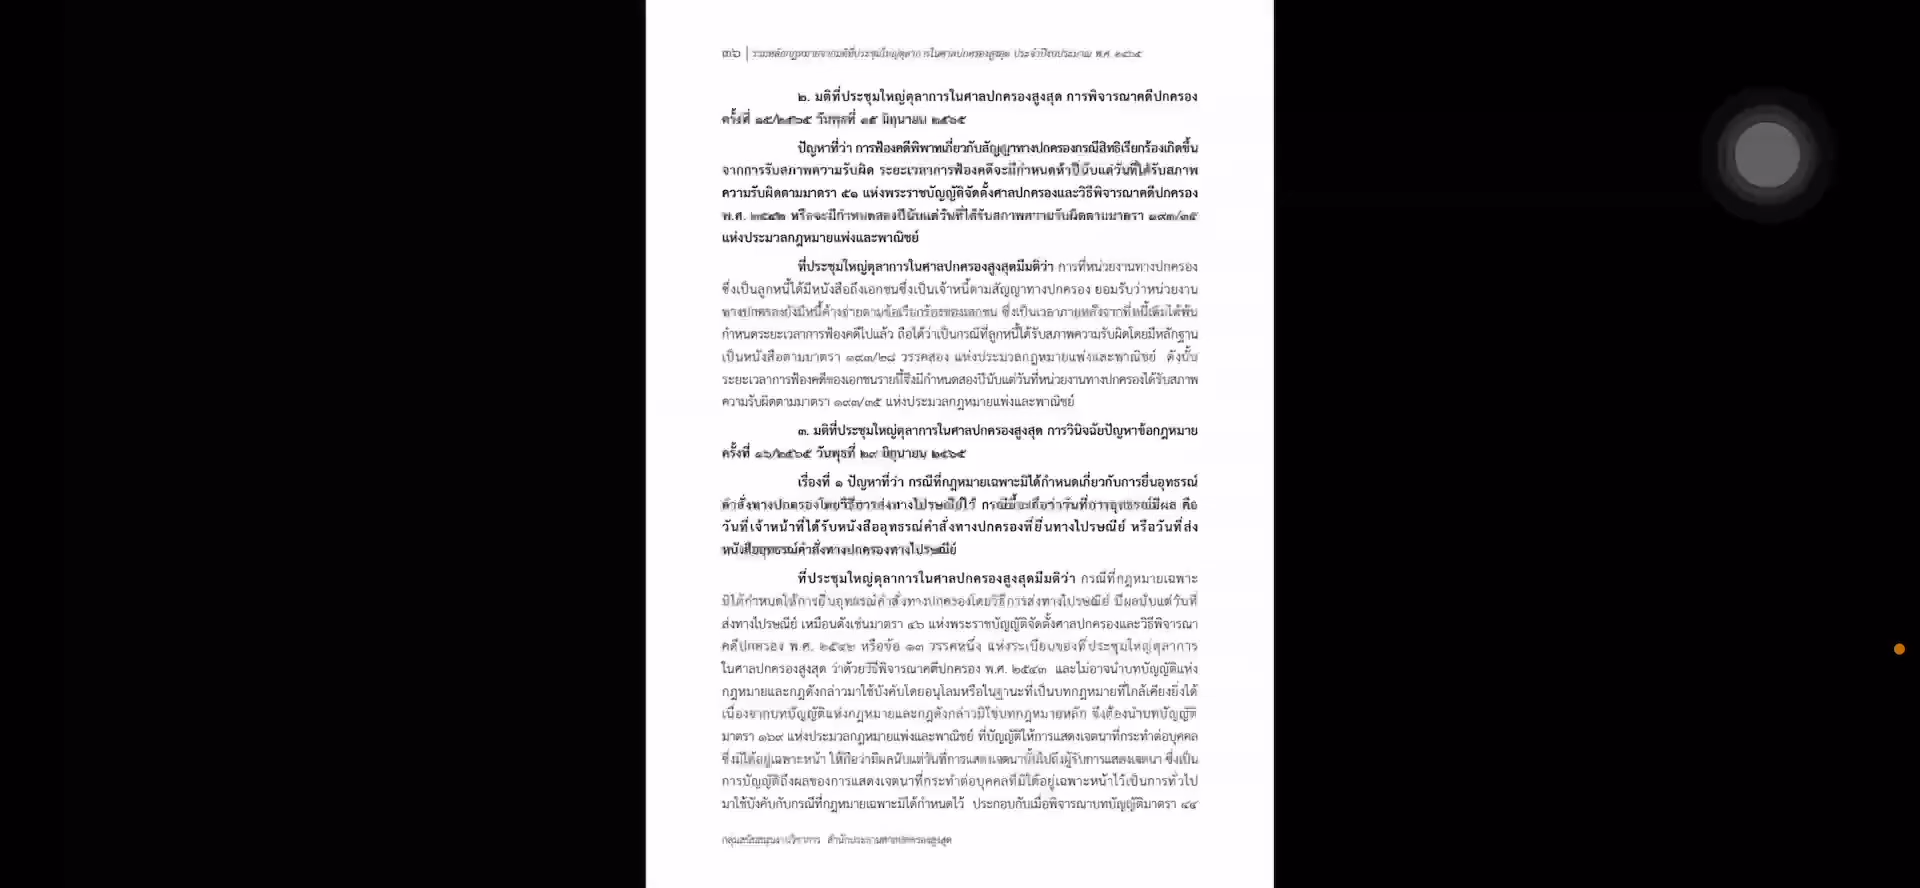 ๓๖ | รวมหลักกฎหมายจากมติที่ประชุมใหญ่ตุลาการในศาลปกครองสูงสุด ประจำปีงบประมาณ พ.ศ. ๒๕๖๕
๒. มติที่ประชุมใหญ่ตุลาการในศาลปกครองสูงสุด การพิจารณาคดีปกครอง
ครั้งที่ ๑๕/๒๕๖๕ วันพุธที่ ๑๕ มิถุนายน ๒๕๖๕
ปัญหาที่ว่า การฟ้องคดีพิพาทเกี่ยวกับสัญญาทางปกครองกรณีสิทธิเรียกร้องเกิดขึ้น
จากการรับสภาพความรับผิด ระยะเวลาการฟ้องคดีจะมีกำหนดห้าปีนับแต่วันที่ได้รับสภาพ
ความรับผิดตามมาตรา ๕๑ แห่งพระราชบัญญัติจัดตั้งศาลปกครองและวิธีพิจารณาคดีปกครอง
พ.ศ. ๒๕๔๒ หรือจะมีกำหนดสองปีนับแต่วันที่ได้รับสภาพความรับผิดตามมาตรา ๑๙๓/๓๕
แห่งประมวลกฎหมายแพ่งและพาณิชย์
ที่ประชุมใหญ่ตุลาการในศาลปกครองสูงสุดมีมติว่า การที่หน่วยงานทางปกครอง
ซึ่งเป็นลูกหนี้ได้มีหนังสือถึงเอกชนซึ่งเป็นเจ้าหนี้ตามสัญญาทางปกครอง ยอมรับว่าหน่วยงาน
ทางปกครองยังมีหนี้ค้างจ่ายตามข้อเรียกร้องของเอกชน ซึ่งเป็นเวลาภายหลังจากที่หนี้เดิมได้พ้น
กำหนดระยะเวลาการฟ้องคดีไปแล้ว ถือได้ว่าเป็นกรณีที่ลูกหนี้ได้รับสภาพความรับผิดโดยมีหลักฐาน
เป็นหนังสือตามมาตรา ๑๙๓/๒๘ วรรคสอง แห่งประมวลกฎหมายแพ่งและพาณิชย์ ดังนั้น
ระยะเวลาการฟ้องคดีของเอกชนรายนี้จึงมีกำหนดสองปีนับแต่วันที่หน่วยงานทางปกครองได้รับสภาพ
ความรับผิดตามมาตรา ๑๙๓/๓๕ แห่งประมวลกฎหมายแพ่งและพาณิชย์
๓. มติที่ประชุมใหญ่ตุลาการในศาลปกครองสูงสุด การวินิจฉัยปัญหาข้อกฎหมาย
ครั้งที่ ๑๖/๒๕๖๕ วันพุธที่ ๒๙ มิถุนายน ๒๕๖๕
เรื่องที่ ๑ ปัญหาที่ว่า กรณีที่กฎหมายเฉพาะมิได้กำหนดเกี่ยวกับการยื่นอุทธรณ์
คำสั่งทางปกครองโดยวิธีการส่งทางไปรษณีย์ไว้ กรณีนี้จะถือว่าวันที่การอุทธรณ์มีผล คือ
วันที่เจ้าหน้าที่ได้รับหนังสืออุทธรณ์คำสั่งทางปกครองที่ยื่นทางไปรษณีย์ หรือวันที่ส่ง
หนังสืออุทธรณ์คำสั่งทางปกครองทางไปรษณีย์
ที่ประชุมใหญ่ตุลาการในศาลปกครองสูงสุดมีมติว่า กรณีที่กฎหมายเฉพาะ
มิได้กำหนดให้การยื่นอุทธรณ์คำสั่งทางปกครองโดยวิธีการส่งทางไปรษณีย์ มีผลนับแต่วันที่
ส่งทางไปรษณีย์ เหมือนดังเช่นมาตรา ๔๖ แห่งพระราชบัญญัติจัดตั้งศาลปกครองและวิธีพิจารณา
คดีปกครอง พ.ศ. ๒๕๔๒ หรือข้อ ๑๓ วรรคหนึ่ง แห่งระเบียบของที่ประชุมใหญ่ตุลาการ
ในศาลปกครองสูงสุด ว่าด้วยวิธีพิจารณาคดีปกครอง พ.ศ. ๒๕๔๓ และไม่อาจนำบทบัญญัติแห่ง
กฎหมายและกฎดังกล่าวมาใช้บังคับโดยอนุโลมหรือในฐานะที่เป็นบทกฎหมายที่ใกล้เคียงยิ่งได้
เนื่องจากบทบัญญัติแห่งกฎหมายและกฎดังกล่าวมิใช่บทกฎหมายหลัก จึงต้องนำบทบัญญัติ
มาตรา ๑๖๙ แห่งประมวลกฎหมายแพ่งและพาณิชย์ ที่บัญญัติให้การแสดงเจตนาที่กระทำต่อบุคคล
ซึ่งมิได้อยู่เฉพาะหน้า ให้ถือว่ามีผลนับแต่วันที่การแสดงเจตนานั้นไปถึงผู้รับการแสดงเจตนา ซึ่งเป็น
การบัญญัติถึงผลของการแสดงเจตนาที่กระทำต่อบุคคลที่มิได้อยู่เฉพาะหน้าไว้เป็นการทั่วไป
มาใช้บังคับกับกรณีที่กฎหมายเฉพาะมิได้กำหนดไว้ ประกอบกับเมื่อพิจารณาบทบัญญัติมาตรา ๔๔
กลุ่มสนับสนุนงานวิชาการ สำนักประธานศาลปกครองสูงสุด